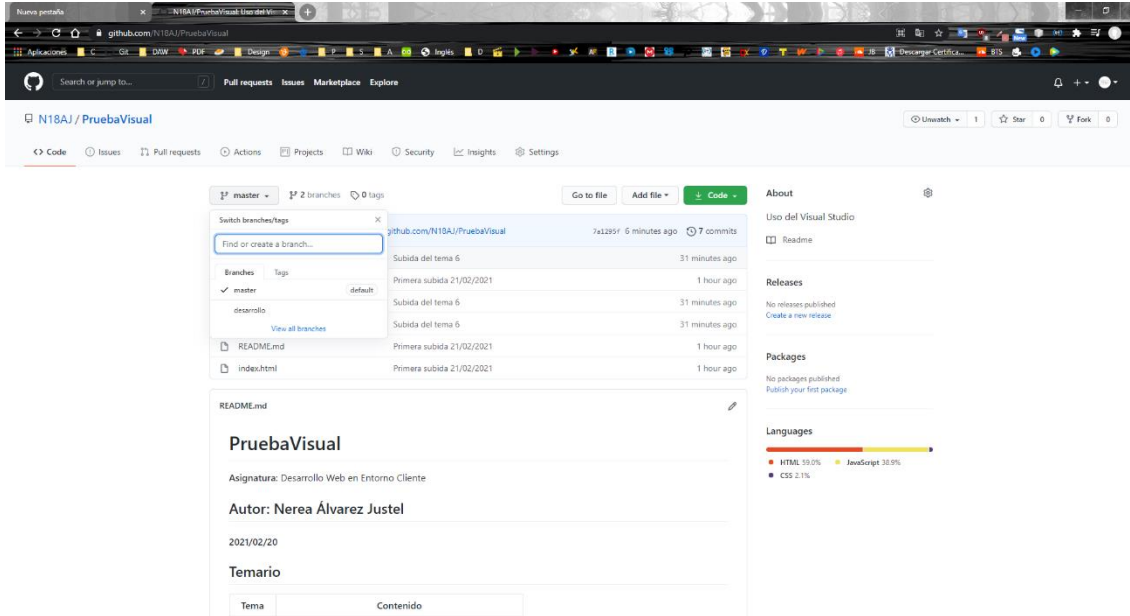 Nueva pestaña
N18AJ/PruebaVisual: Uso del Vi
github.com/N18AJ/PruebaVisual
Aplicaciones C Git DAW PDF Design P S A Inglés D T W JB Descargar Certifica... BTS
Search or jump to... /
Pull requests Issues Marketplace Explore
N18AJ / PruebaVisual
Unwatch 1 Star 0 Fork 0
Code Issues Pull requests Actions Projects Wiki Security Insights Settings
master 2 branches 0 tags
Go to file Add file Code
Switch branches/tags
Find or create a branch...
Branches Tags
master default
desarrollo
View all branches
github.com/N18AJ/PruebaVisual 7a1295f 6 minutes ago 7 commits
Subida del tema 6 31 minutes ago
Primera subida 21/02/2021 1 hour ago
Subida del tema 6 31 minutes ago
Subida del tema 6 31 minutes ago
README.md Primera subida 21/02/2021 1 hour ago
index.html Primera subida 21/02/2021 1 hour ago
README.md
PruebaVisual
Asignatura: Desarrollo Web en Entorno Cliente
Autor: Nerea Álvarez Justel
2021/02/20
Temario
Tema Contenido
About
Uso del Visual Studio
Readme
Releases
No releases published
Create a new release
Packages
No packages published
Publish your first package
Languages
HTML 59.0% JavaScript 38.9%
CSS 2.1%